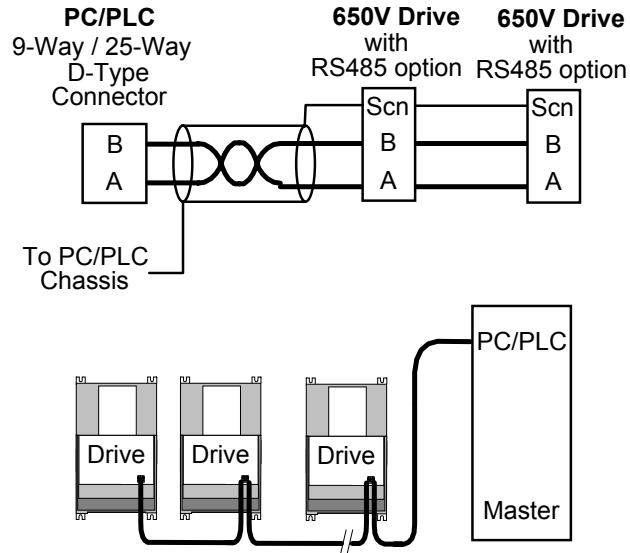 PC/PLC
9-Way / 25-Way
D-Type
Connector
650V Drive
with
RS485 option
650V Drive
with
RS485 option
B
A
Scn
B
A
Scn
B
A
To PC/PLC
Chassis
PC/PLC
Drive
Drive
Drive
Master